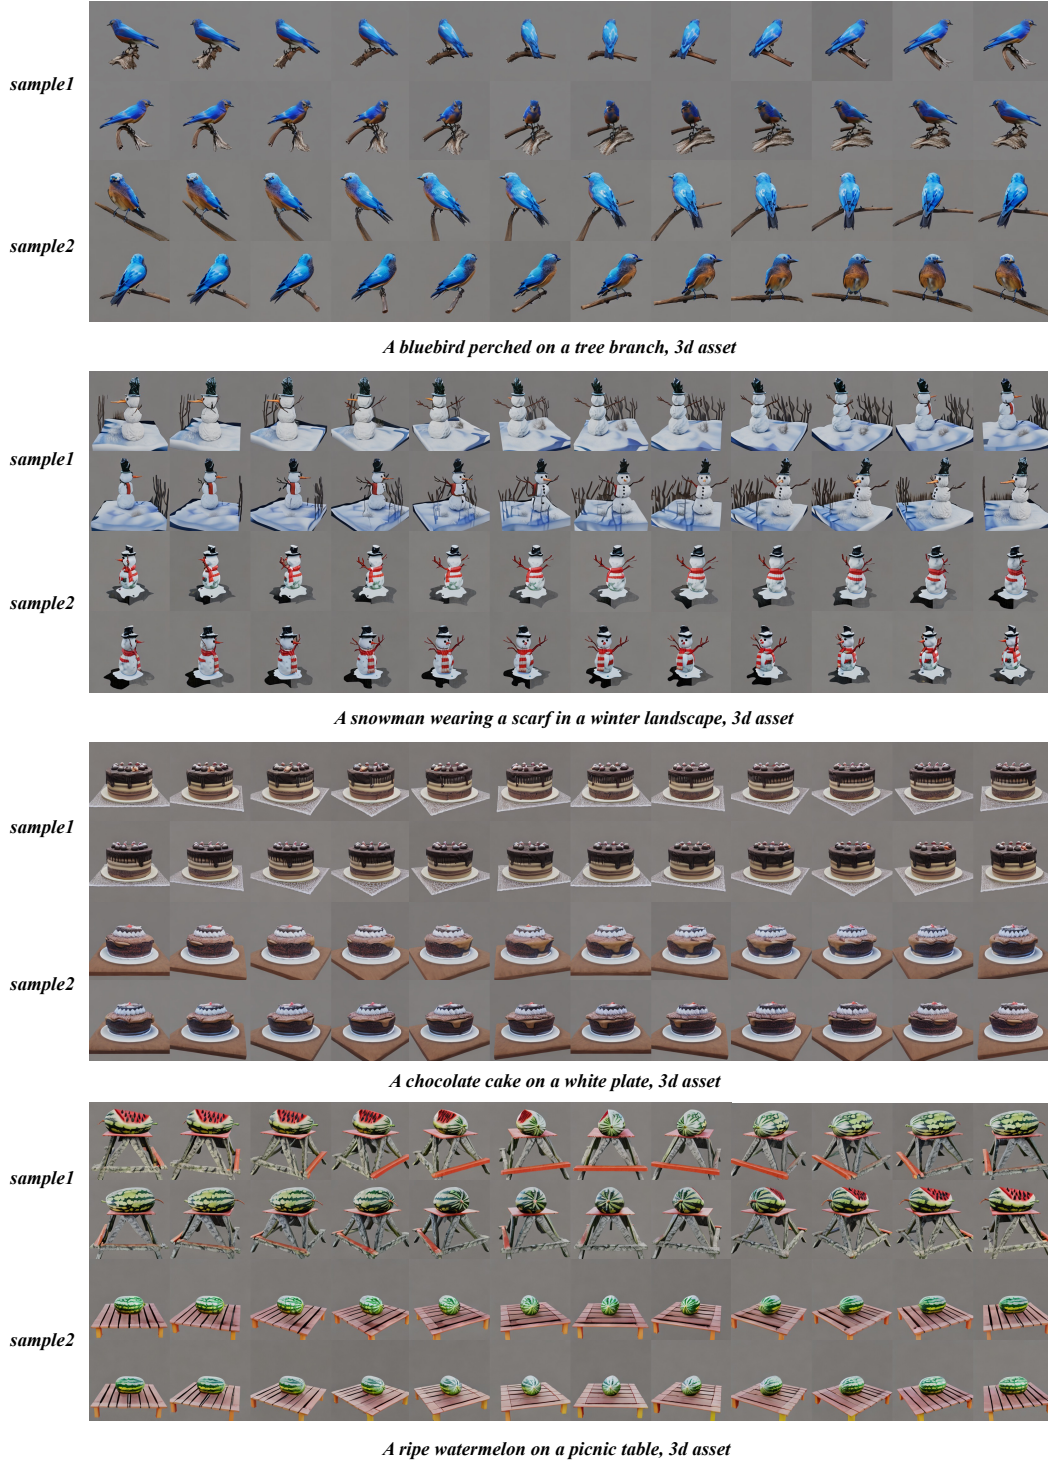 sample1
sample2
A bluebird perched on a tree branch, 3d asset
sample1
sample2
A snowman wearing a scarf in a winter landscape, 3d asset
sample1
sample2
A chocolate cake on a white plate, 3d asset
sample1
sample2
A ripe watermelon on a picnic table, 3d asset